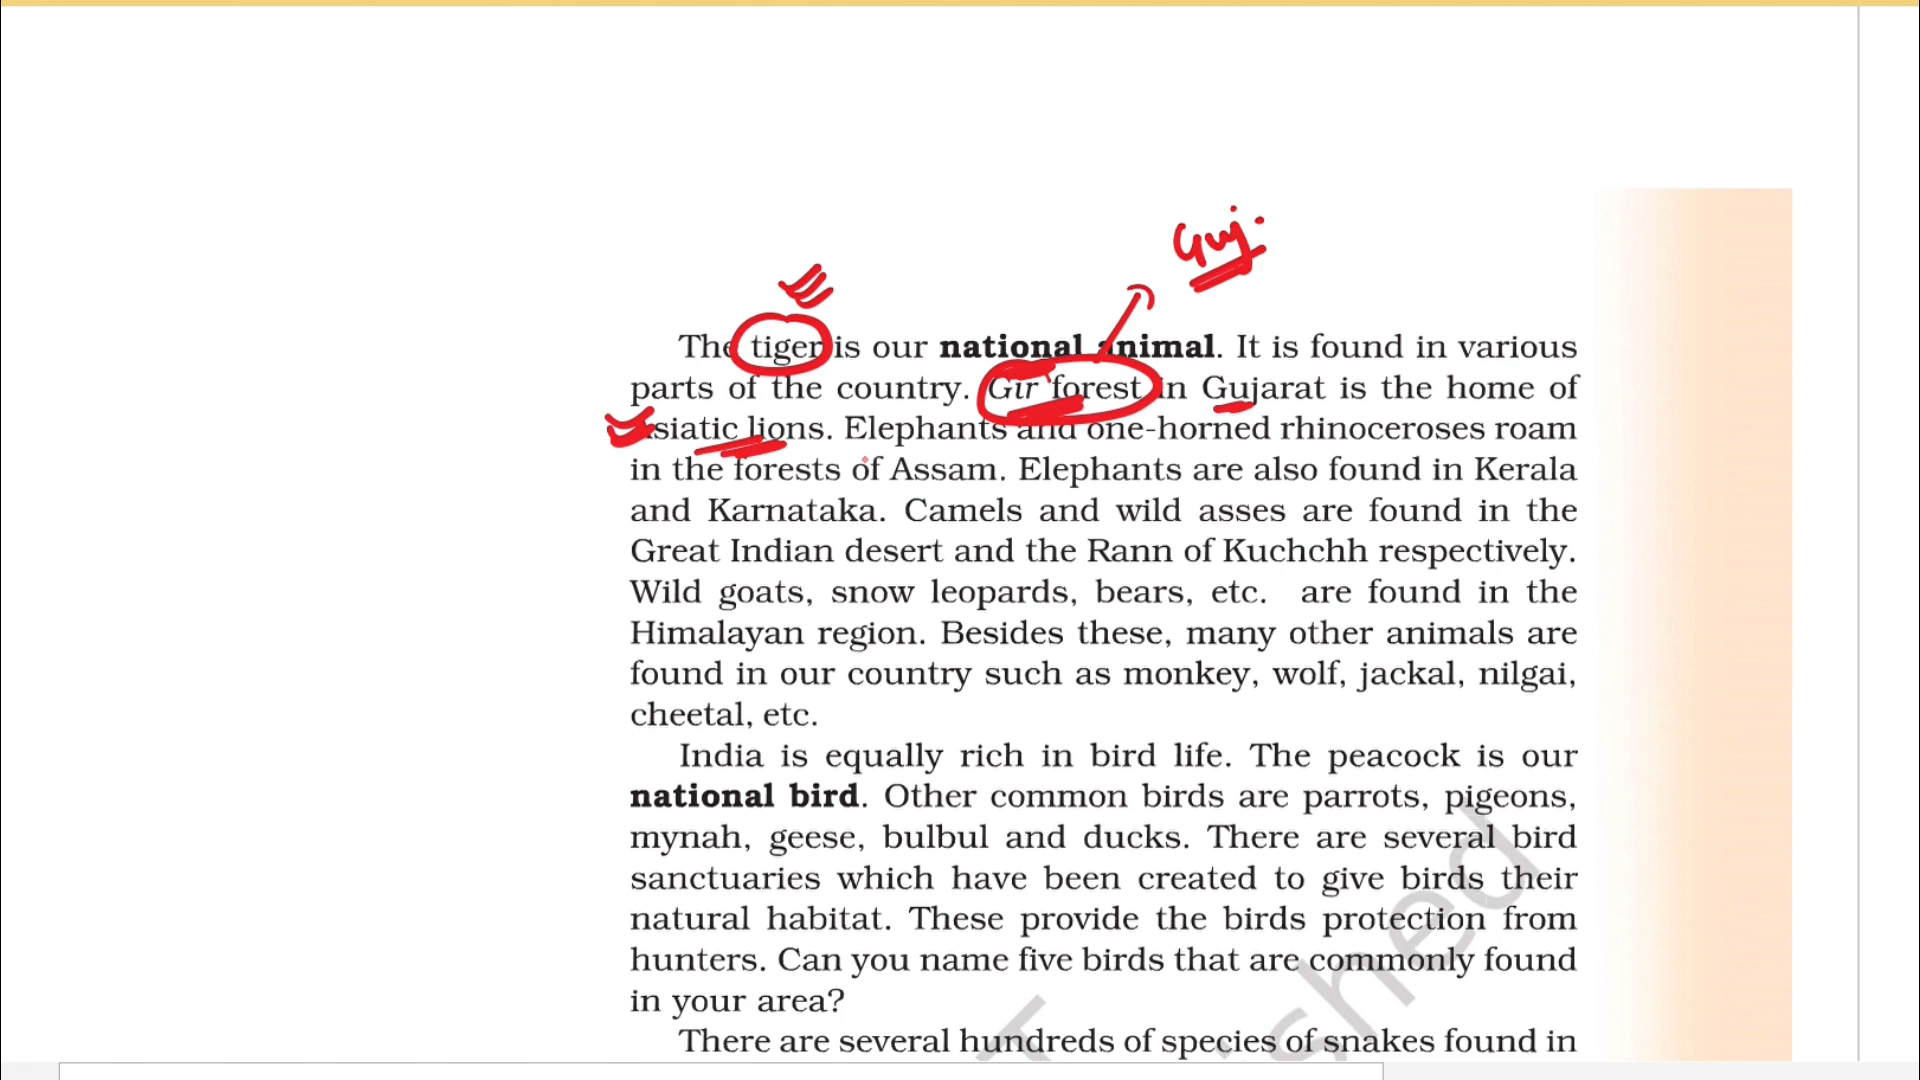 Guj.
The tiger is our national animal. It is found in various
parts of the country. Gir forest in Gujarat is the home of
Asiatic lions. Elephants and one-horned rhinoceroses roam
in the forests of Assam. Elephants are also found in Kerala
and Karnataka. Camels and wild asses are found in the
Great Indian desert and the Rann of Kuchchh respectively.
Wild goats, snow leopards, bears, etc. are found in the
Himalayan region. Besides these, many other animals are
found in our country such as monkey, wolf, jackal, nilgai,
cheetal, etc.
India is equally rich in bird life. The peacock is our
national bird. Other common birds are parrots, pigeons,
mynah, geese, bulbul and ducks. There are several bird
sanctuaries which have been created to give birds their
natural habitat. These provide the birds protection from
hunters. Can you name five birds that are commonly found
in your area?
There are several hundreds of species of snakes found in